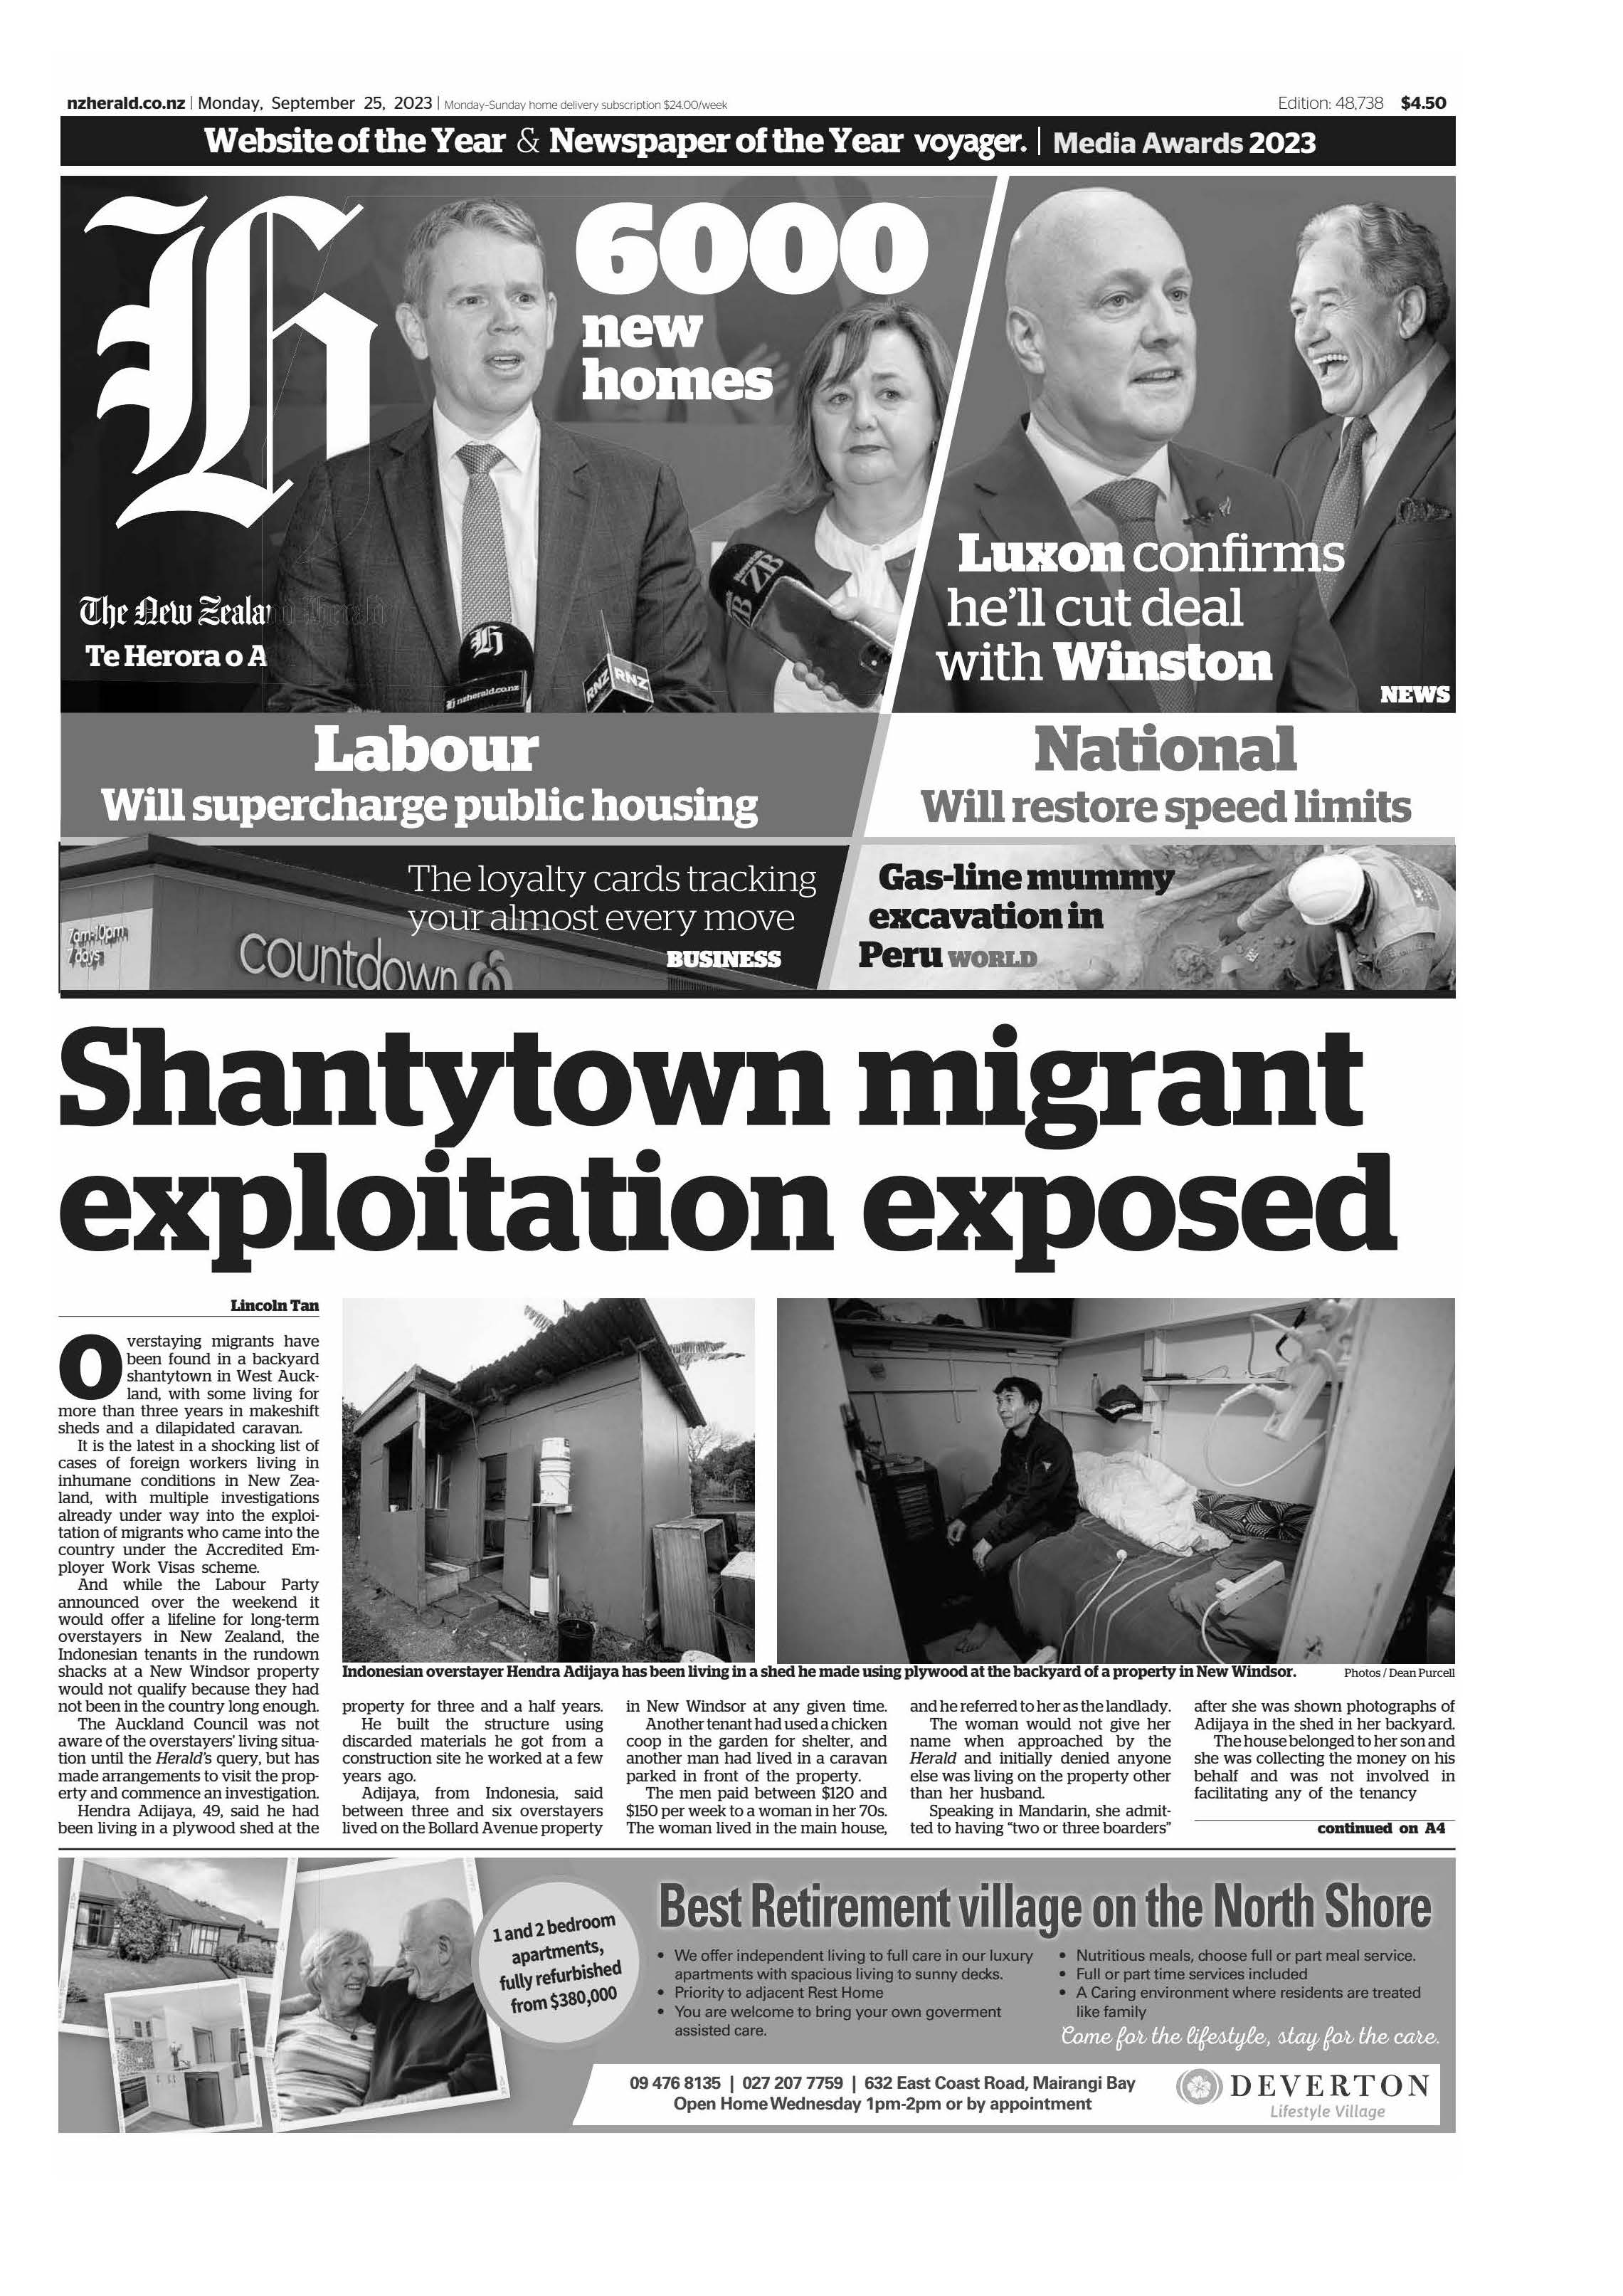 nzherald.co.nz | Monday, September 25, 2023 | Monday-Sunday home delivery subscription $24.00/week
Edition: 48,738 $4.50
Website of the Year & Newspaper of the Year voyager. | Media Awards 2023
6000
new
homes
The New Zealand Herald
Te Herora o A
ZB
ZB
nzherald.co.nz
RNZ
RNZ
Luxon confirms
he'll cut deal
with Winston
NEWS
Labour
Will supercharge public housing
National
Will restore speed limits
7am-10pm
7 days
countdown
The loyalty cards tracking
your almost every move
BUSINESS
Gas-line mummy
excavation in
Peru WORLD
Shantytown migrant
exploitation exposed
Lincoln Tan
Overstaying migrants have
been found in a backyard
shantytown in West Auck-
land, with some living for
more than three years in makeshift
sheds and a dilapidated caravan.
It is the latest in a shocking list of
cases of foreign workers living in
inhumane conditions in New Zea-
land, with multiple investigations
already under way into the exploi-
tation of migrants who came into the
country under the Accredited Em-
ployer Work Visas scheme.
And while the Labour Party
announced over the weekend it
would offer a lifeline for long-term
overstayers in New Zealand, the
Indonesian tenants in the rundown
shacks at a New Windsor property
would not qualify because they had
not been in the country long enough.
The Auckland Council was not
aware of the overstayers' living situa-
tion until the Herald's query, but has
made arrangements to visit the prop-
erty and commence an investigation.
Hendra Adijaya, 49, said he had
been living in a plywood shed at the
Indonesian overstayer Hendra Adijaya has been living in a shed he made using plywood at the backyard of a property in New Windsor.
Photos / Dean Purcell
property for three and a half years.
He built the structure using
discarded materials he got from a
construction site he worked at a few
years ago.
Adijaya, from Indonesia, said
between three and six overstayers
lived on the Bollard Avenue property
in New Windsor at any given time.
Another tenant had used a chicken
coop in the garden for shelter, and
another man had lived in a caravan
parked in front of the property.
The men paid between $120 and
$150 per week to a woman in her 70s.
The woman lived in the main house,
and he referred to her as the landlady.
The woman would not give her
name when approached by the
Herald and initially denied anyone
else was living on the property other
than her husband.
Speaking in Mandarin, she admit-
ted to having "two or three boarders"
after she was shown photographs of
Adijaya in the shed in her backyard.
The house belonged to her son and
she was collecting the money on his
behalf and was not involved in
facilitating any of the tenancy
continued on A4
1 and 2 bedroom
apartments,
fully refurbished
from $380,000
Best Retirement village on the North Shore
• We offer independent living to full care in our luxury
apartments with spacious living to sunny decks.
• Priority to adjacent Rest Home
• You are welcome to bring your own goverment
assisted care.
• Nutritious meals, choose full or part meal service.
• Full or part time services included
• A Caring environment where residents are treated
like family
Come for the lifestyle, stay for the care.
09 476 8135 | 027 207 7759 | 632 East Coast Road, Mairangi Bay
Open Home Wednesday 1pm-2pm or by appointment
DEVERTON
Lifestyle Village